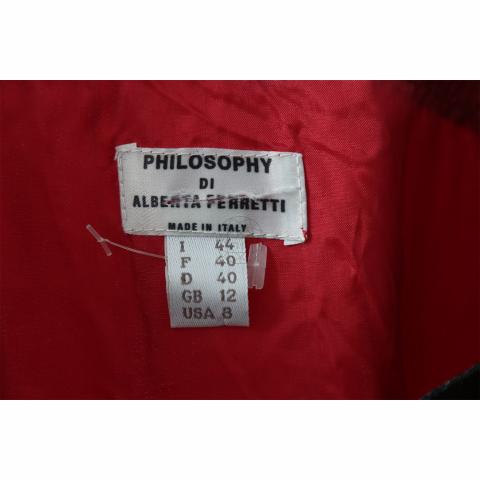 PHILOSOPHY
DI
ALBERTA FERRETTI
MADE IN ITALY
I 44
F 40
D 40
GB 12
USA 8